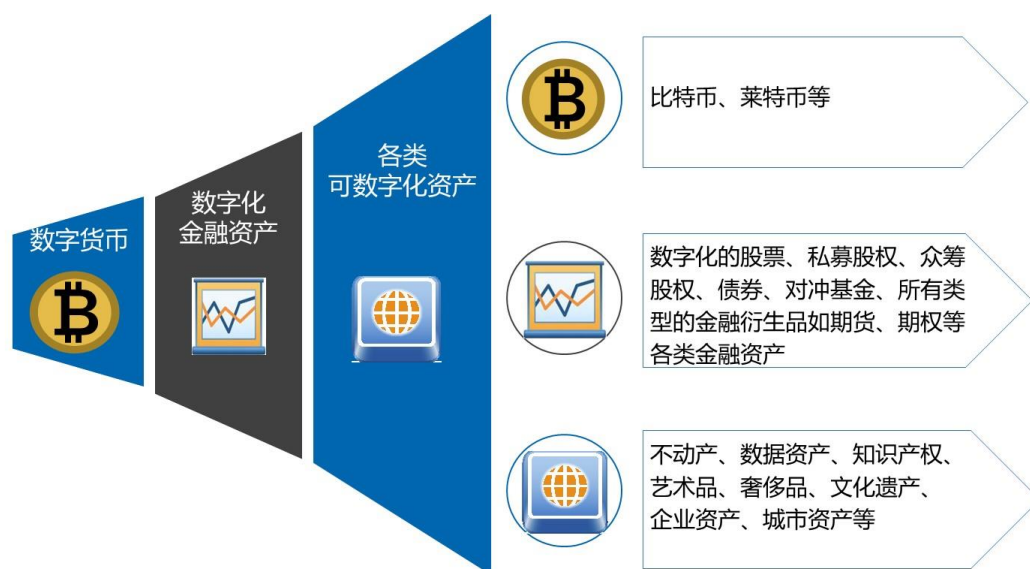 数字货币
数字化
金融资产
各类
可数字化资产
比特币、莱特币等
数字化的股票、私募股权、众筹
股权、债券、对冲基金、所有类
型的金融衍生品如期货、期权等
各类金融资产
不动产、数据资产、知识产权、
艺术品、奢侈品、文化遗产、
企业资产、城市资产等